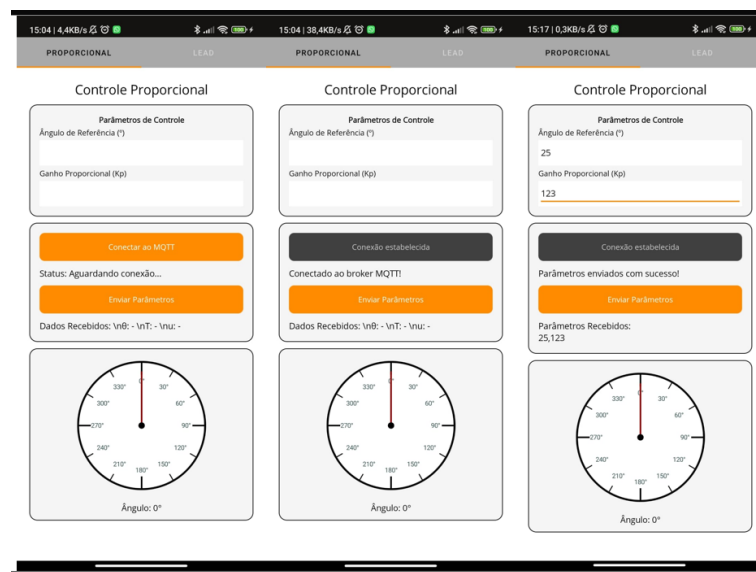 15:04 | 4,4KB/s
100
PROPORCIONAL LEAD
Controle Proporcional
Parâmetros de Controle
Ângulo de Referência (º)
Ganho Proporcional (Kp)
Conectar ao MQTT
Status: Aguardando conexão...
Enviar Parâmetros
Dados Recebidos: \nθ: - \nT: - \nu: -
0°
330° 30°
300° 60°
270° 90°
240° 120°
210° 150°
180°
Ângulo: 0°
15:04 | 38,4KB/s
100
PROPORCIONAL LEAD
Controle Proporcional
Parâmetros de Controle
Ângulo de Referência (º)
Ganho Proporcional (Kp)
Conexão estabelecida
Conectado ao broker MQTT!
Enviar Parâmetros
Dados Recebidos: \nθ: - \nT: - \nu: -
0°
330° 30°
300° 60°
270° 90°
240° 120°
210° 150°
180°
Ângulo: 0°
15:17 | 0,3KB/s
100
PROPORCIONAL LEAD
Controle Proporcional
Parâmetros de Controle
Ângulo de Referência (º)
25
Ganho Proporcional (Kp)
123
Conexão estabelecida
Parâmetros enviados com sucesso!
Enviar Parâmetros
Parâmetros Recebidos:
25,123
0°
330° 30°
300° 60°
270° 90°
240° 120°
210° 150°
180°
Ângulo: 0°